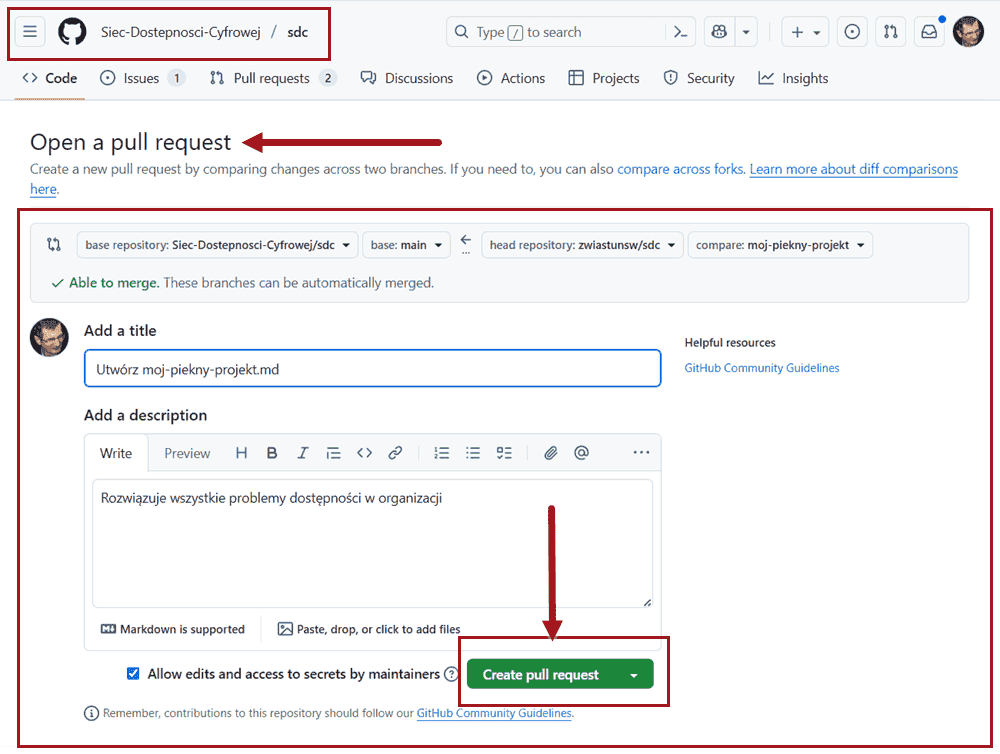 Siec-Dostepnosci-Cyfrowej / sdc
Type / to search
Code Issues 1 Pull requests 2 Discussions Actions Projects Security Insights
Open a pull request
Create a new pull request by comparing changes across two branches. If you need to, you can also compare across forks. Learn more about diff comparisons
here.
base repository: Siec-Dostepnosci-Cyfrowej/sdc base: main head repository: zwiastunsw/sdc compare: moj-piekny-projekt
Able to merge. These branches can be automatically merged.
Add a title
Utwórz moj-piekny-projekt.md
Helpful resources
GitHub Community Guidelines
Add a description
Write Preview
Rozwiązuje wszystkie problemy dostępności w organizacji
Markdown is supported
Paste, drop, or click to add files
Allow edits and access to secrets by maintainers
Create pull request
Remember, contributions to this repository should follow our GitHub Community Guidelines.